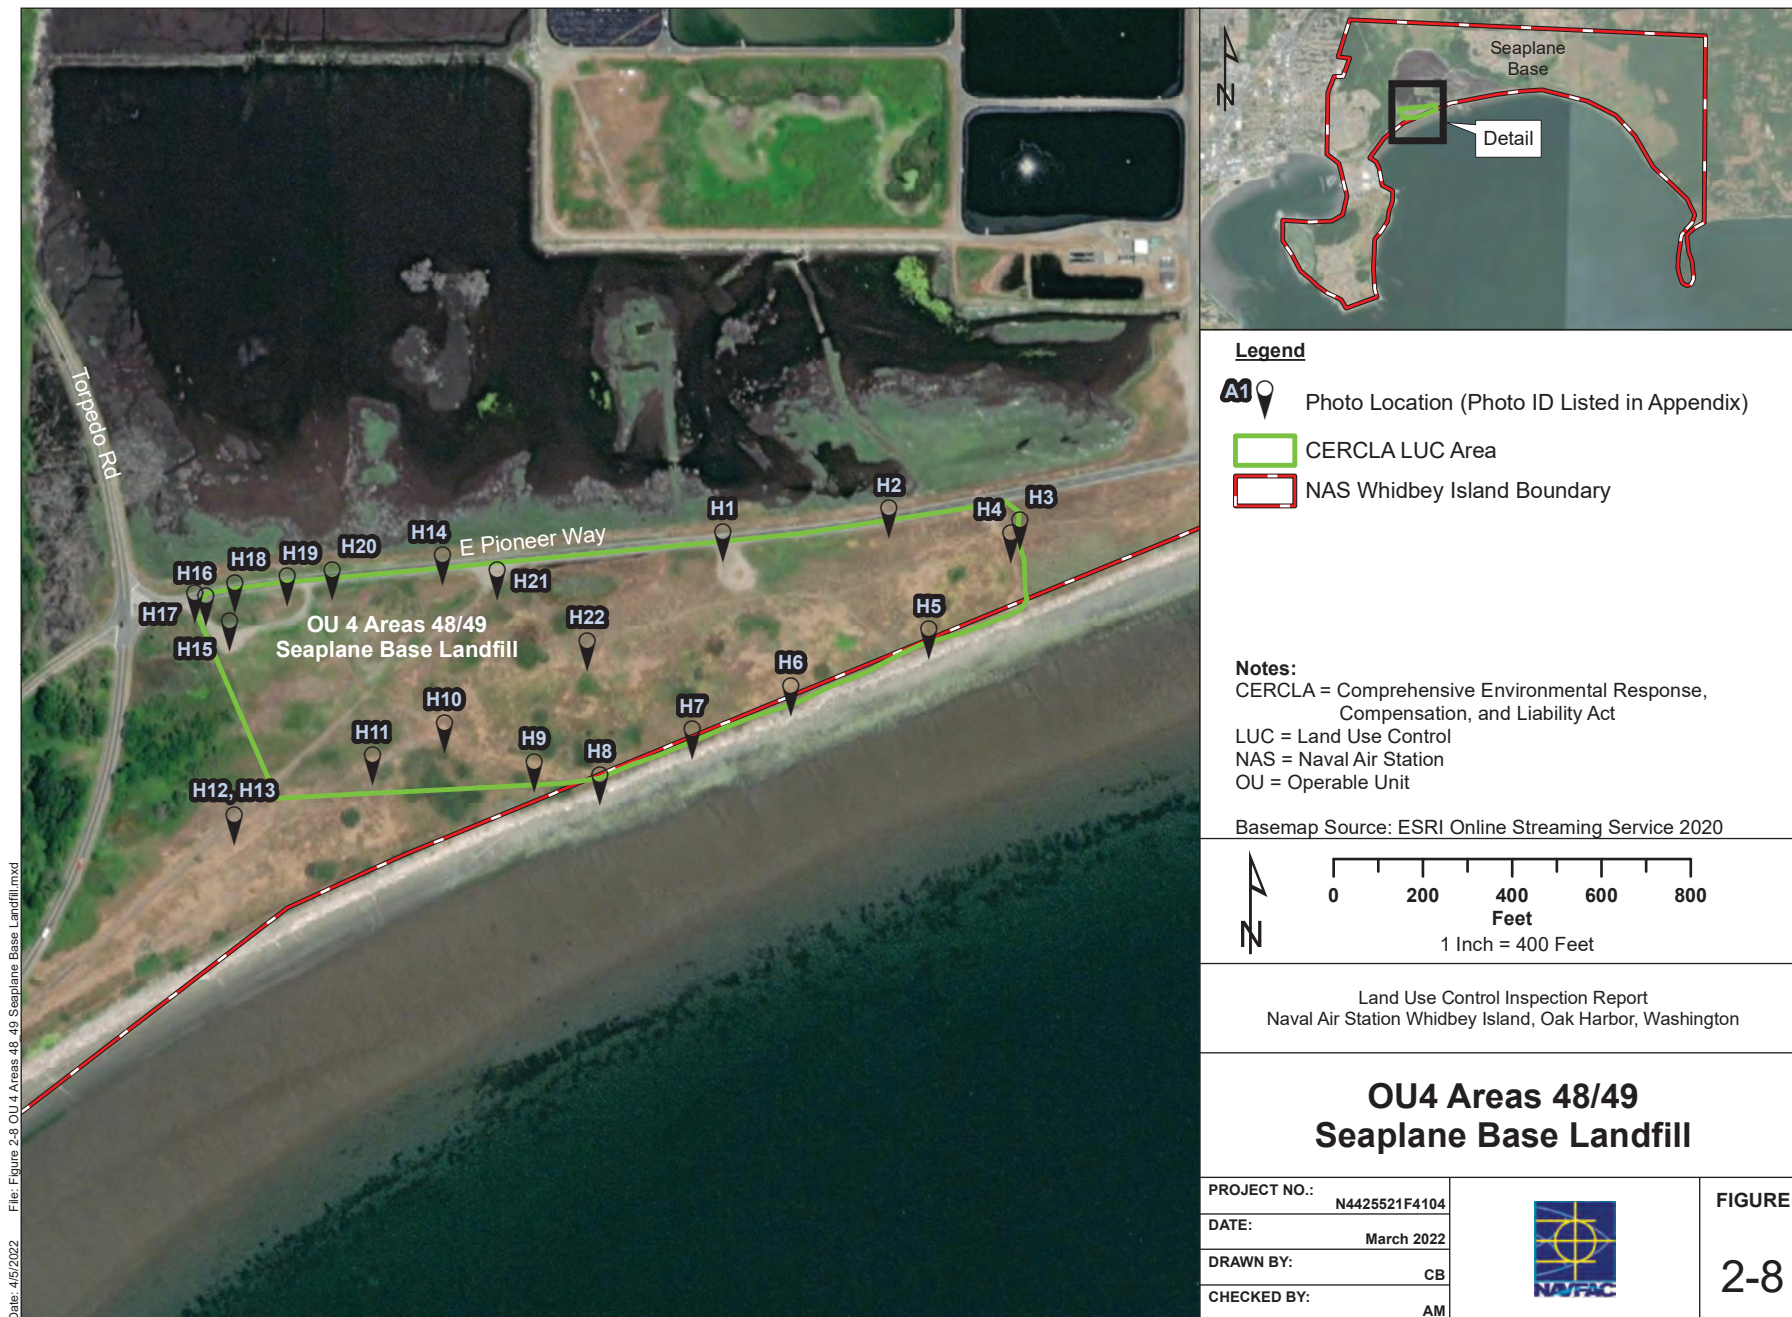 Seaplane
Base
N
Detail
Legend
A1
Photo Location (Photo ID Listed in Appendix)
CERCLA LUC Area
NAS Whidbey Island Boundary
Torpedo Rd
E Pioneer Way
H1
H2
H3
H4
H5
H6
H7
H8
H9
H10
H11
H12, H13
H14
H15
H16
H17
H18
H19
H20
H21
H22
OU 4 Areas 48/49
Seaplane Base Landfill
Notes:
CERCLA = Comprehensive Environmental Response,
Compensation, and Liability Act
LUC = Land Use Control
NAS = Naval Air Station
OU = Operable Unit
Basemap Source: ESRI Online Streaming Service 2020
N
0 200 400 600 800
Feet
1 Inch = 400 Feet
Land Use Control Inspection Report
Naval Air Station Whidbey Island, Oak Harbor, Washington
OU4 Areas 48/49
Seaplane Base Landfill
PROJECT NO.:
N4425521F4104
DATE:
March 2022
DRAWN BY:
CB
CHECKED BY:
AM
NAVFAC
FIGURE
2-8
Date: 4/5/2022 File: Figure 2-8 OU 4 Areas 48_49 Seaplane Base Landfill.mxd